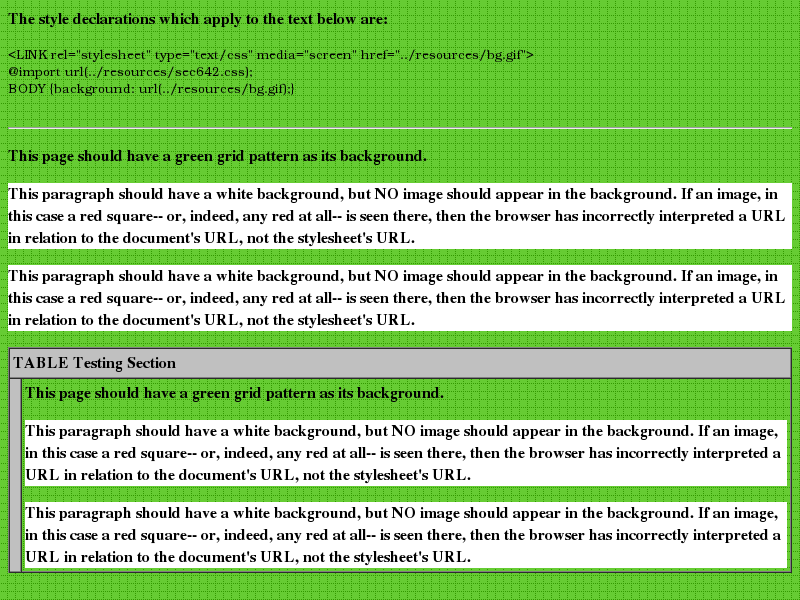 The style declarations which apply to the text below are:
<LINK rel="stylesheet" type="text/css" media="screen" href="../resources/bg.gif">
@import url(../resources/sec642.css);
BODY {background: url(../resources/bg.gif);}
This page should have a green grid pattern as its background.
This paragraph should have a white background, but NO image should appear in the background. If an image, in
this case a red square-- or, indeed, any red at all-- is seen there, then the browser has incorrectly interpreted a URL
in relation to the document's URL, not the stylesheet's URL.
This paragraph should have a white background, but NO image should appear in the background. If an image, in
this case a red square-- or, indeed, any red at all-- is seen there, then the browser has incorrectly interpreted a URL
in relation to the document's URL, not the stylesheet's URL.
TABLE Testing Section
This page should have a green grid pattern as its background.
This paragraph should have a white background, but NO image should appear in the background. If an image,
in this case a red square-- or, indeed, any red at all-- is seen there, then the browser has incorrectly interpreted a
URL in relation to the document's URL, not the stylesheet's URL.
This paragraph should have a white background, but NO image should appear in the background. If an image,
in this case a red square-- or, indeed, any red at all-- is seen there, then the browser has incorrectly interpreted a
URL in relation to the document's URL, not the stylesheet's URL.